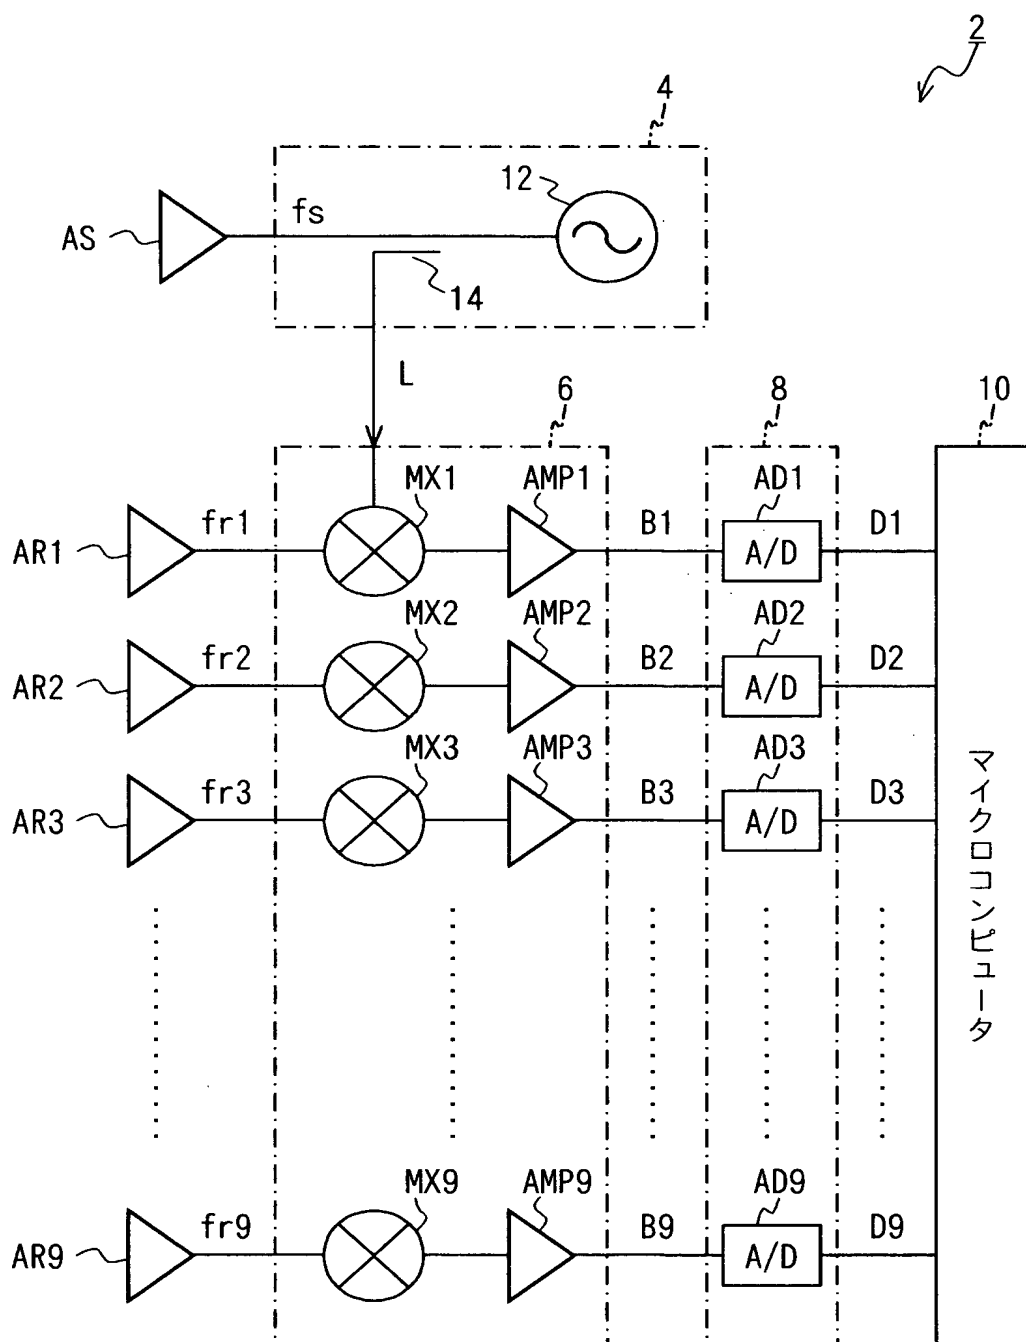 2
4
12
fs
AS
14
L
6
8
10
MX1
AMP1
AD1
fr1
B1
D1
AR1
A/D
MX2
AMP2
AD2
fr2
B2
D2
AR2
A/D
MX3
AMP3
AD3
fr3
B3
D3
AR3
A/D
マイクロコンピュータ
MX9
AMP9
AD9
fr9
B9
D9
AR9
A/D